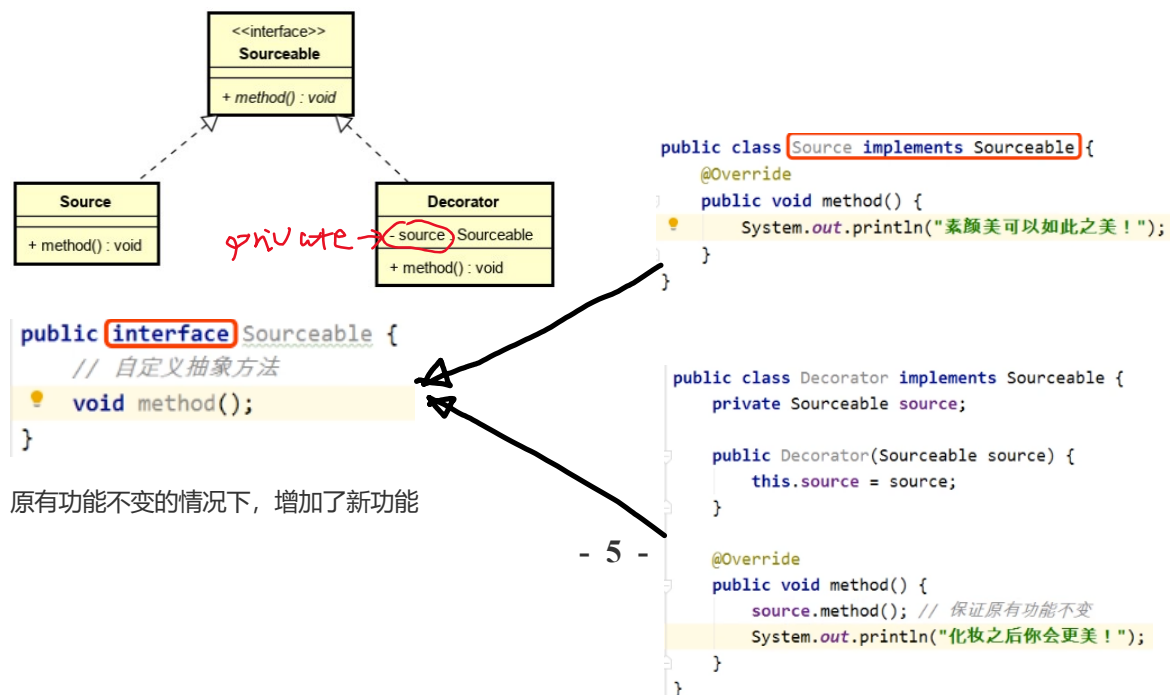 <<interface>>
Sourceable
+ method() : void
Source
+ method() : void
Decorator
- source : Sourceable
+ method() : void
private
public interface Sourceable {
// 自定义抽象方法
void method();
}
原有功能不变的情况下，增加了新功能
- 5 -
public class Source implements Sourceable {
@Override
public void method() {
System.out.println("素颜美可以如此之美！");
}
}
public class Decorator implements Sourceable {
private Sourceable source;
public Decorator(Sourceable source) {
this.source = source;
}
@Override
public void method() {
source.method(); // 保证原有功能不变
System.out.println("化妆之后你会更美！");
}
}